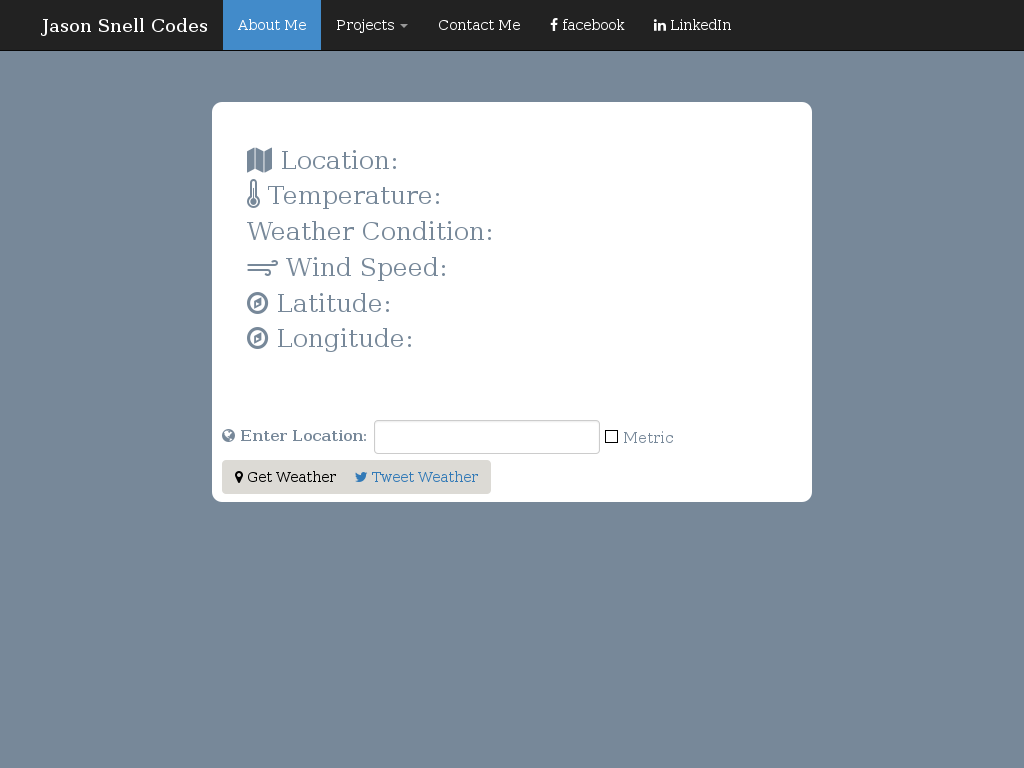 Jason Snell Codes About Me Projects Contact Me facebook LinkedIn
Location:
Temperature:
Weather Condition:
Wind Speed:
Latitude:
Longitude:
Enter Location: Metric
Get Weather Tweet Weather